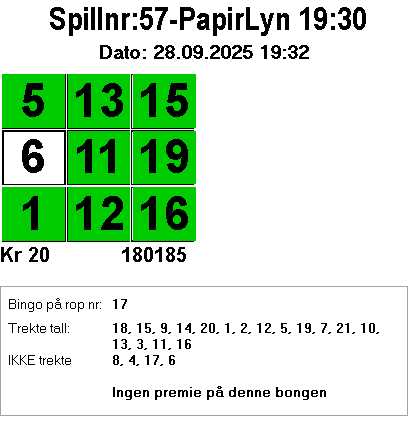 Spillnr:57-PapirLyn 19:30
Dato: 28.09.2025 19:32
5 13 15
6 11 19
1 12 16
Kr 20 180185
Bingo på rop nr: 17
Trekte tall: 18, 15, 9, 14, 20, 1, 2, 12, 5, 19, 7, 21, 10,
13, 3, 11, 16
IKKE trekte 8, 4, 17, 6
Ingen premie på denne bongen